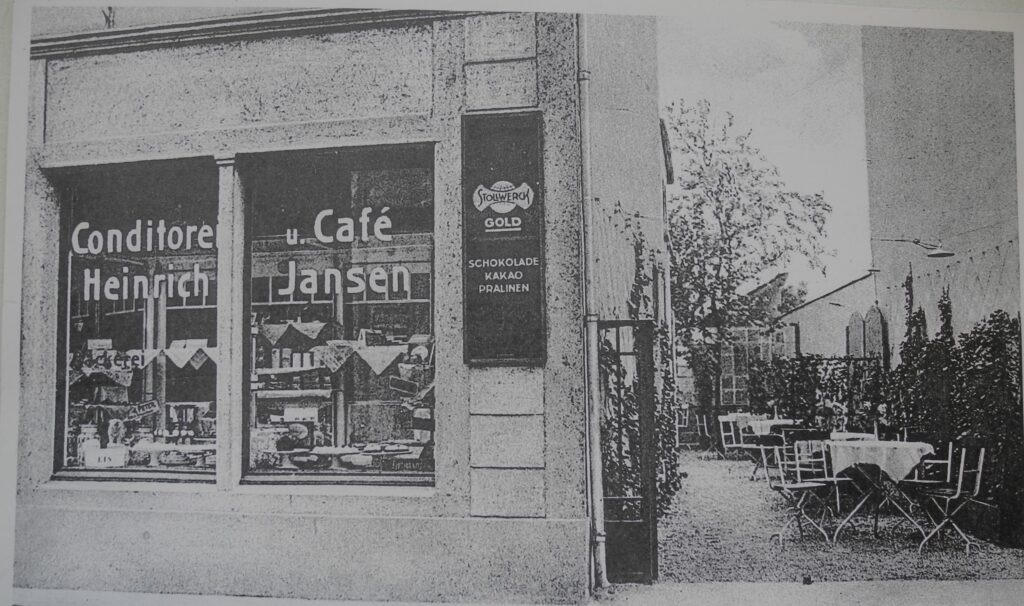 Conditorei
u. Café
Heinrich
Jansen
STOLLWERCK
GOLD
SCHOKOLADE
KAKAO
PRALINEN
Bäckerei
EIS